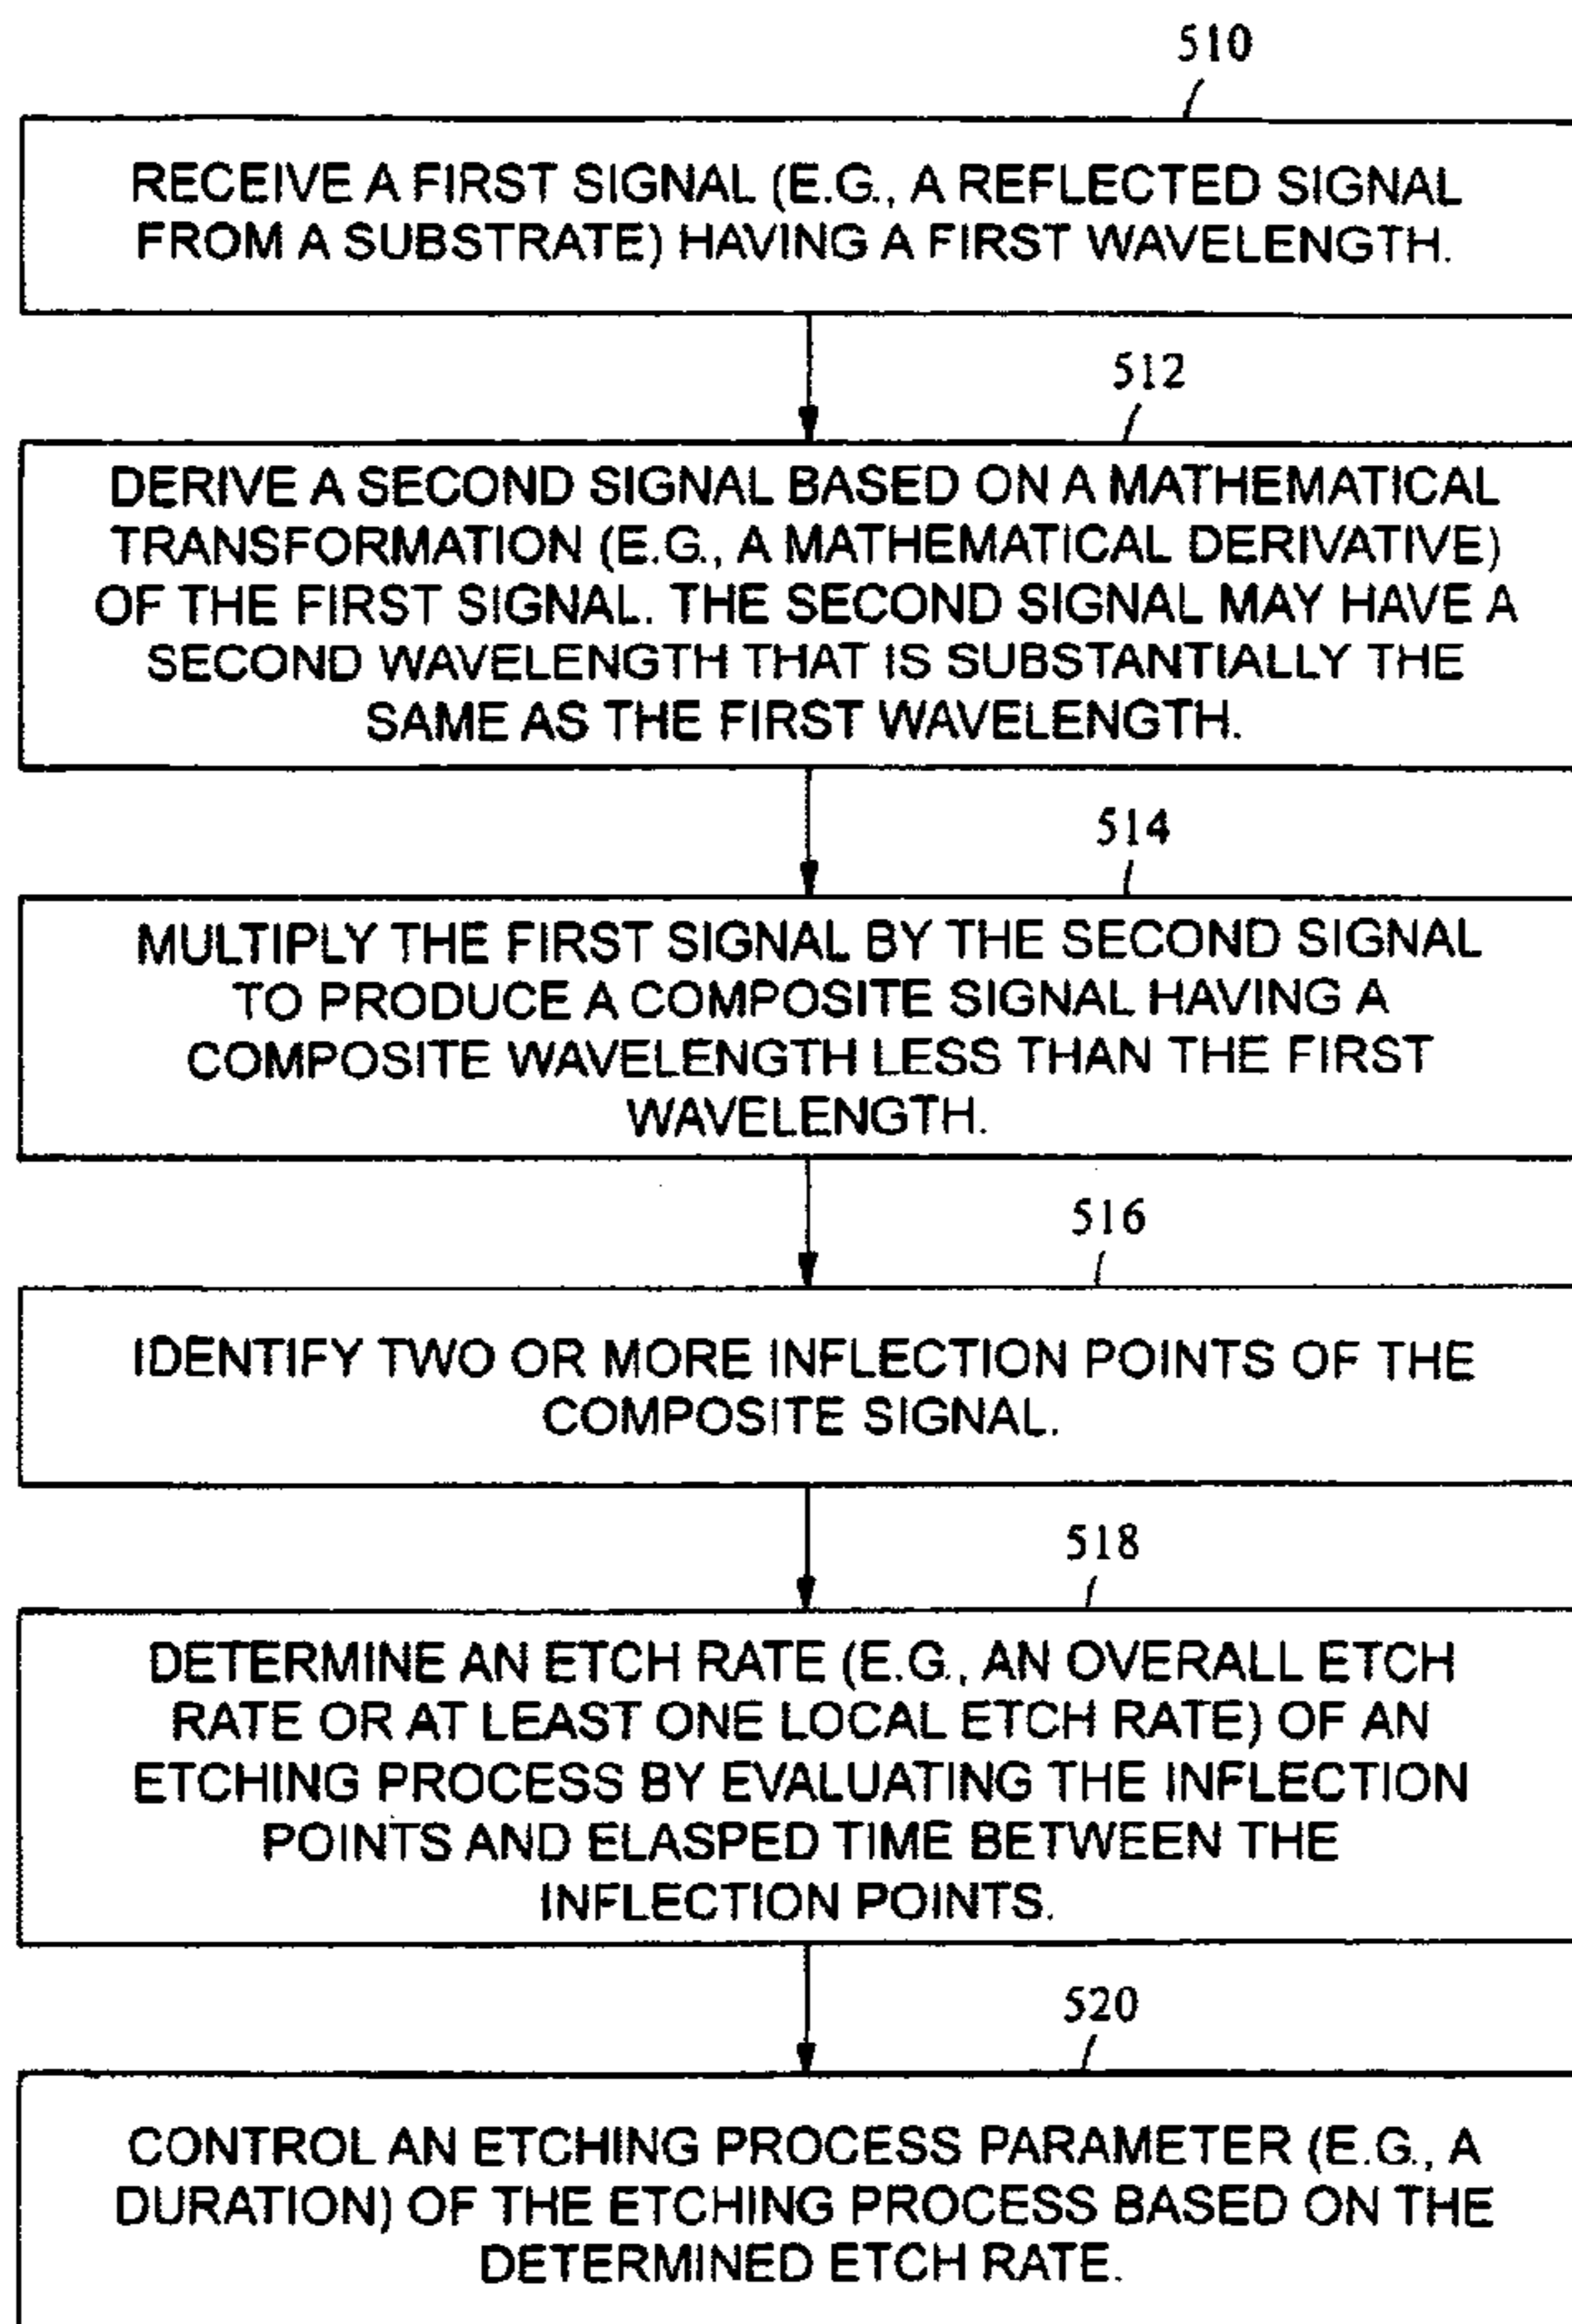 510
RECEIVE A FIRST SIGNAL (E.G., A REFLECTED SIGNAL
FROM A SUBSTRATE) HAVING A FIRST WAVELENGTH.
512
DERIVE A SECOND SIGNAL BASED ON A MATHEMATICAL
TRANSFORMATION (E.G., A MATHEMATICAL DERIVATIVE)
OF THE FIRST SIGNAL. THE SECOND SIGNAL MAY HAVE A
SECOND WAVELENGTH THAT IS SUBSTANTIALLY THE
SAME AS THE FIRST WAVELENGTH.
514
MULTIPLY THE FIRST SIGNAL BY THE SECOND SIGNAL
TO PRODUCE A COMPOSITE SIGNAL HAVING A
COMPOSITE WAVELENGTH LESS THAN THE FIRST
WAVELENGTH.
516
IDENTIFY TWO OR MORE INFLECTION POINTS OF THE
COMPOSITE SIGNAL.
518
DETERMINE AN ETCH RATE (E.G., AN OVERALL ETCH
RATE OR AT LEAST ONE LOCAL ETCH RATE) OF AN
ETCHING PROCESS BY EVALUATING THE INFLECTION
POINTS AND ELASPED TIME BETWEEN THE
INFLECTION POINTS.
520
CONTROL AN ETCHING PROCESS PARAMETER (E.G., A
DURATION) OF THE ETCHING PROCESS BASED ON THE
DETERMINED ETCH RATE.